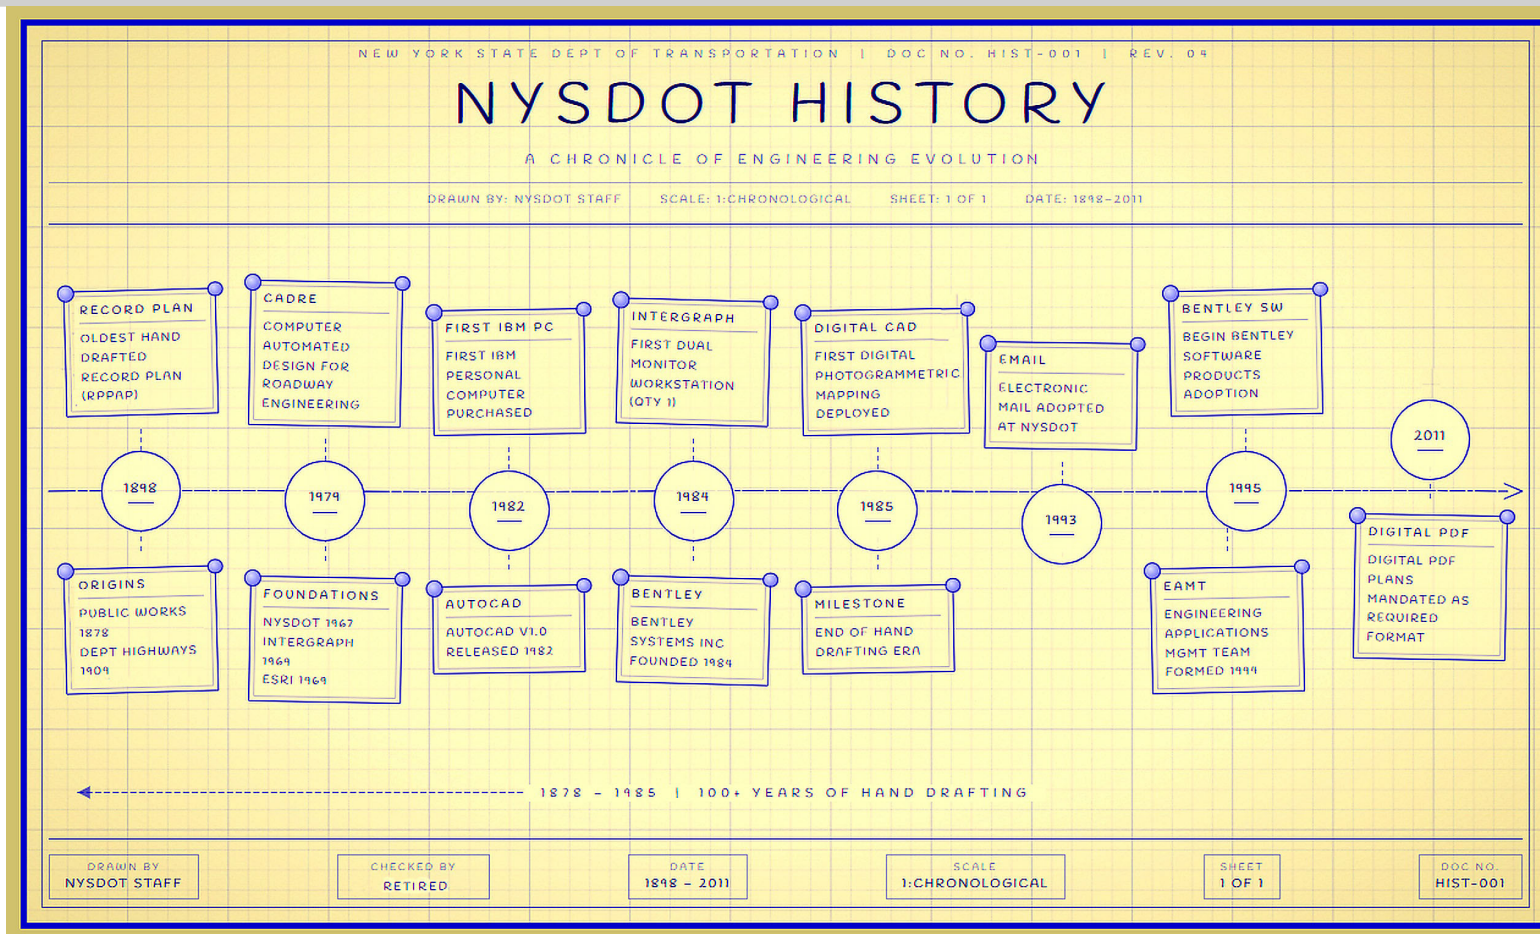 NEW YORK STATE DEPT OF TRANSPORTATION | DOC NO. HIST-001 | REV. 04
NYSDOT HISTORY
A CHRONICLE OF ENGINEERING EVOLUTION
DRAWN BY: NYSDOT STAFF SCALE: 1:CHRONOLOGICAL SHEET: 1 OF 1 DATE: 1898-2011
RECORD PLAN
OLDEST HAND
DRAFTED
RECORD PLAN
(RPPAP)
CADRE
COMPUTER
AUTOMATED
DESIGN FOR
ROADWAY
ENGINEERING
FIRST IBM PC
FIRST IBM
PERSONAL
COMPUTER
PURCHASED
INTERGRAPH
FIRST DUAL
MONITOR
WORKSTATION
(QTY 1)
DIGITAL CAD
FIRST DIGITAL
PHOTOGRAMMETRIC
MAPPING
DEPLOYED
EMAIL
ELECTRONIC
MAIL ADOPTED
AT NYSDOT
BENTLEY SW
BEGIN BENTLEY
SOFTWARE
PRODUCTS
ADOPTION
1898
1979
1982
1984
1985
1993
1995
2011
ORIGINS
PUBLIC WORKS
1878
DEPT HIGHWAYS
1909
FOUNDATIONS
NYSDOT 1967
INTERGRAPH
1969
ESRI 1969
AUTOCAD
AUTOCAD V1.0
RELEASED 1982
BENTLEY
BENTLEY
SYSTEMS INC
FOUNDED 1984
MILESTONE
END OF HAND
DRAFTING ERA
EAMT
ENGINEERING
APPLICATIONS
MGMT TEAM
FORMED 1994
DIGITAL PDF
DIGITAL PDF
PLANS
MANDATED AS
REQUIRED
FORMAT
1878 - 1985 | 100+ YEARS OF HAND DRAFTING
DRAWN BY
NYSDOT STAFF
CHECKED BY
RETIRED
DATE
1898 - 2011
SCALE
1:CHRONOLOGICAL
SHEET
1 OF 1
DOC NO.
HIST-001